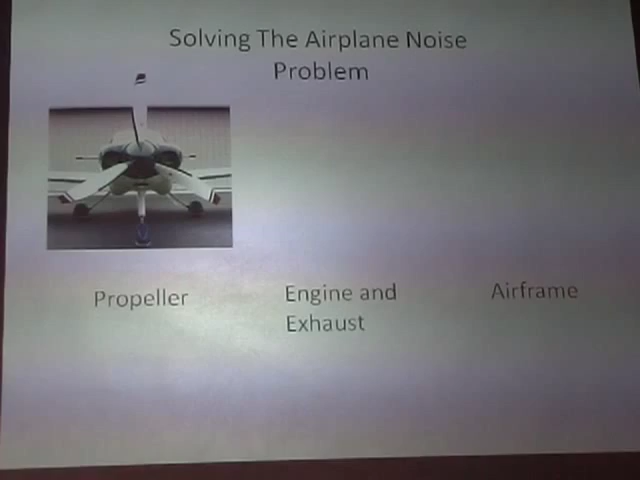 Solving The Airplane Noise
Problem
Propeller
Engine and
Exhaust
Airframe